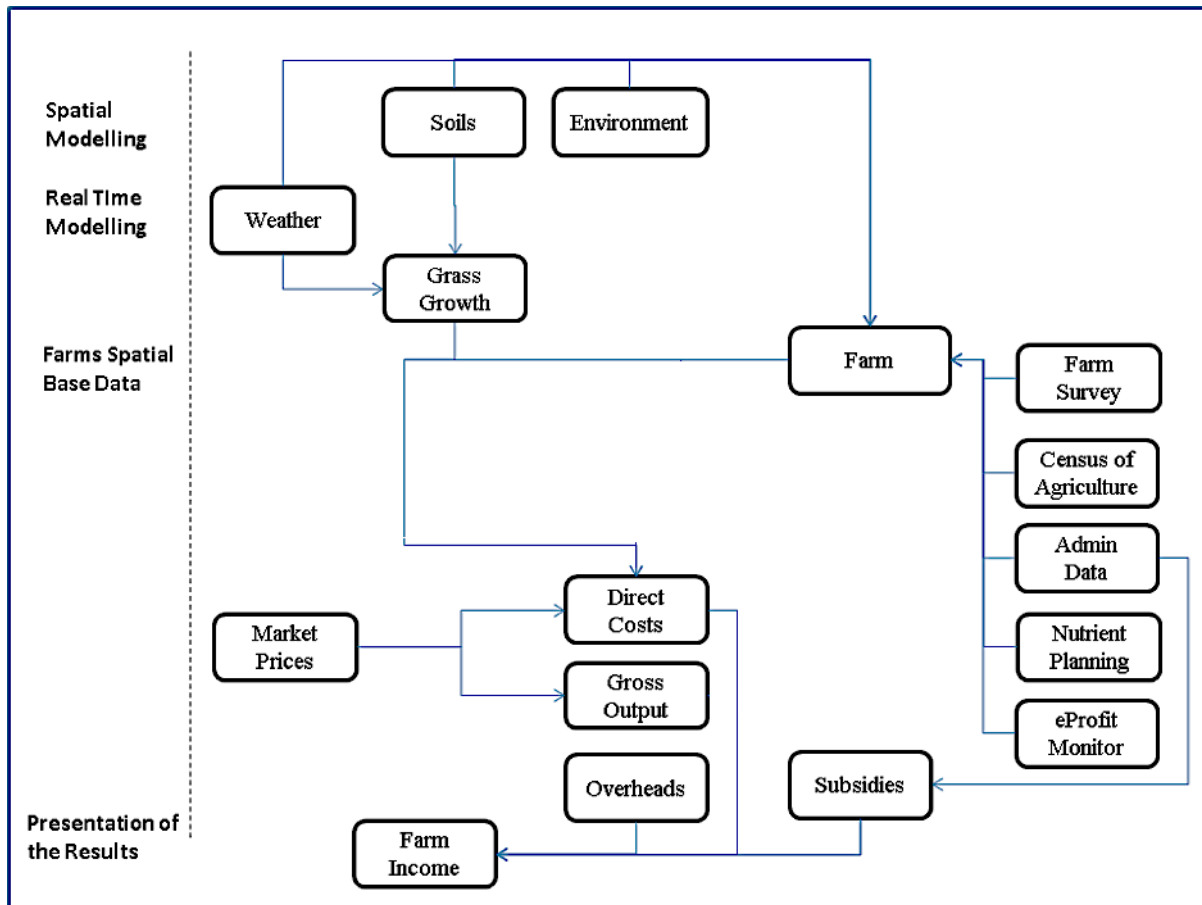 Spatial
Modelling
Soils
Environment
Real Time
Modelling
Weather
Grass
Growth
Farms Spatial
Base Data
Farm
Farm
Survey
Census of
Agriculture
Admin
Data
Direct
Costs
Market
Prices
Nutrient
Planning
Gross
Output
eProfit
Monitor
Overheads
Subsidies
Presentation of
the Results
Farm
Income